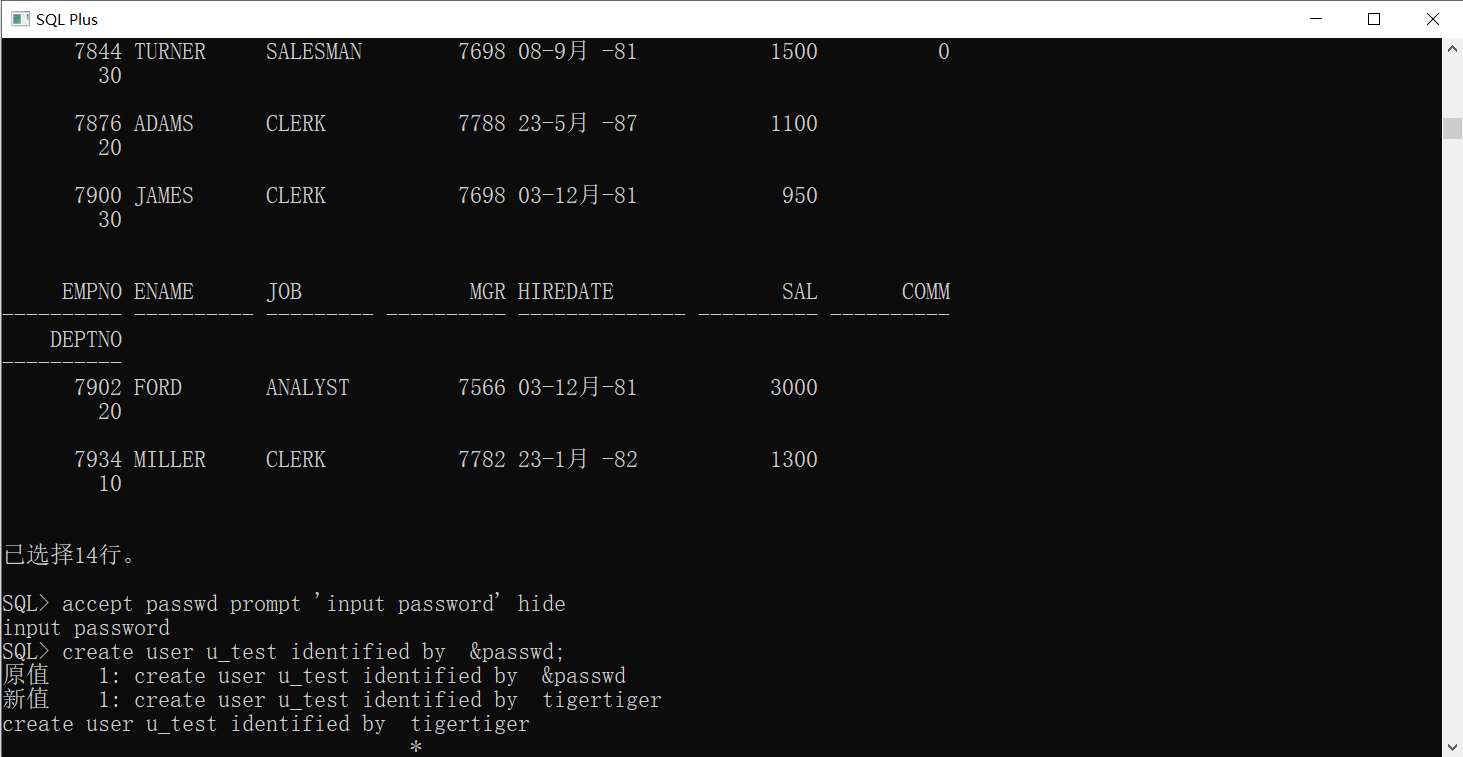 SQL Plus
      7844 TURNER     SALESMAN        7698 08-9月 -81           1500          0
        30

      7876 ADAMS      CLERK           7788 23-5月 -87           1100
        20

      7900 JAMES      CLERK           7698 03-12月-81            950
        30


     EMPNO ENAME      JOB              MGR HIREDATE              SAL       COMM
---------- ---------- --------- ---------- -------------- ---------- ----------
    DEPTNO
----------
      7902 FORD       ANALYST         7566 03-12月-81           3000
        20

      7934 MILLER     CLERK           7782 23-1月 -82           1300
        10


已选择14行。

SQL> accept passwd prompt 'input password' hide
input password
SQL> create user u_test identified by  &passwd;
原值    1: create user u_test identified by  &passwd
新值    1: create user u_test identified by  tigertiger
create user u_test identified by  tigertiger
                                  *